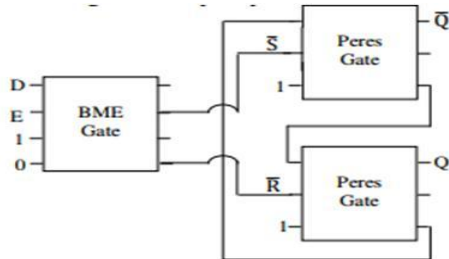 Q̅
S̅
Peres
Gate
1
D
E
BME
Gate
1
0
Q
R̅
Peres
Gate
1